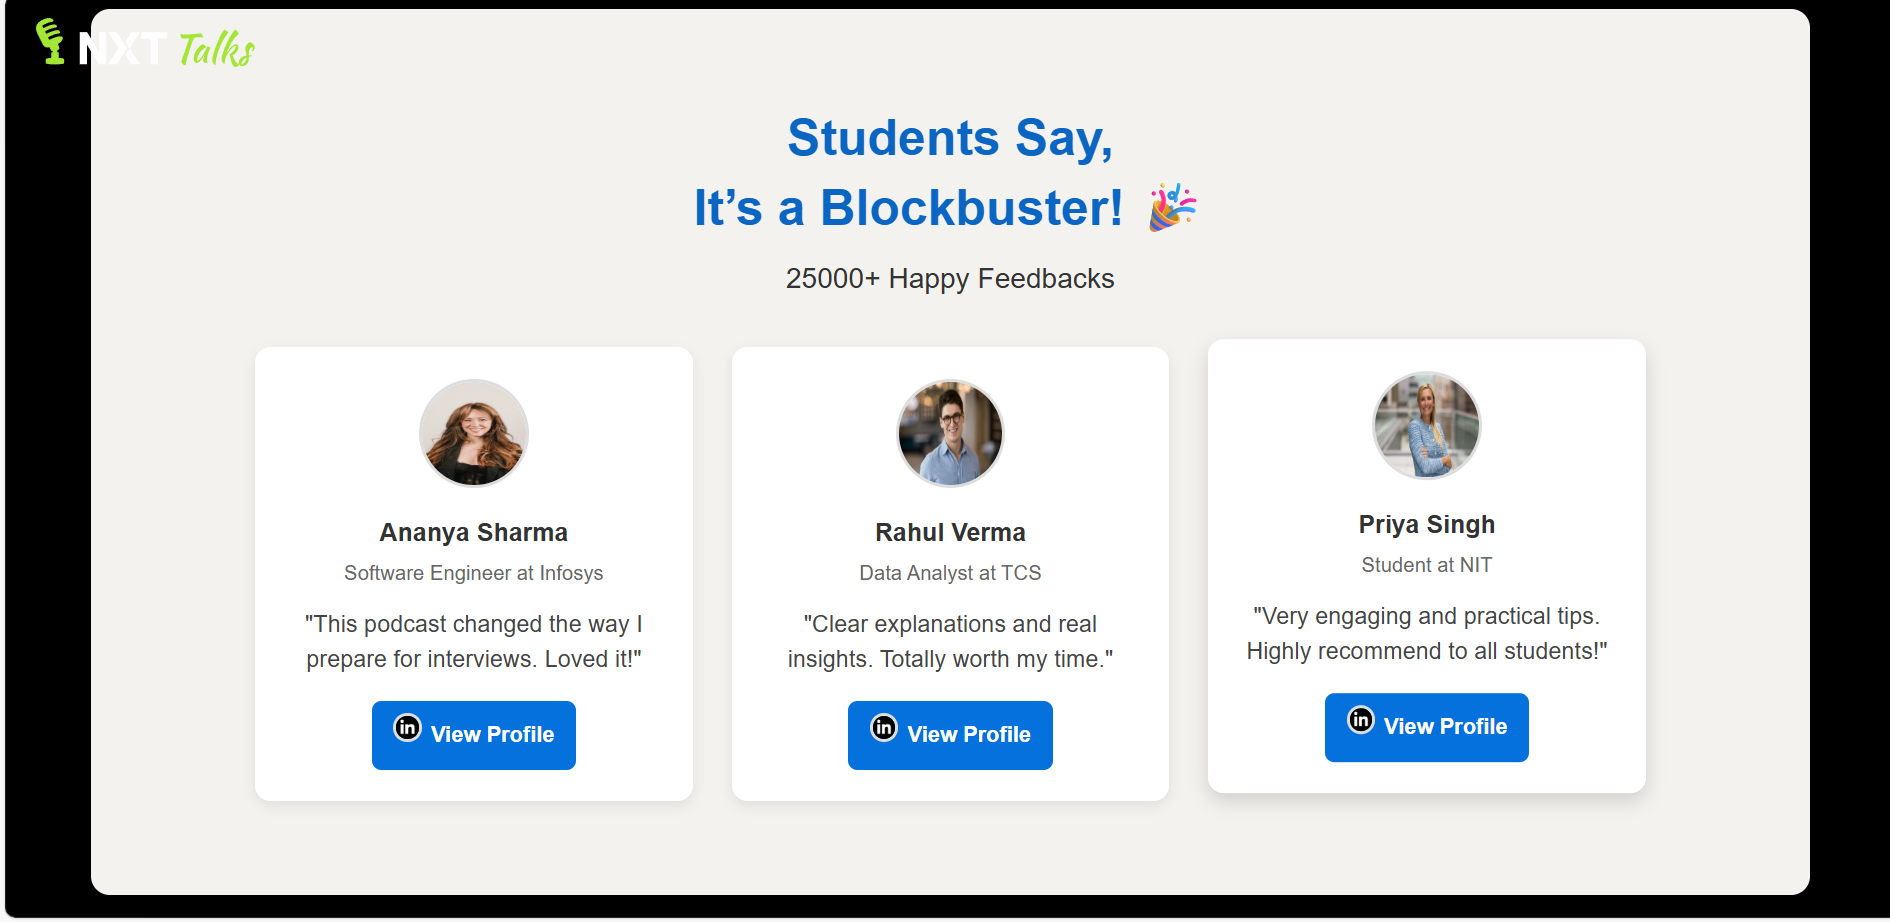 NXT Talks
Students Say,
It’s a Blockbuster! 🎉
25000+ Happy Feedbacks
Ananya Sharma
Software Engineer at Infosys
"This podcast changed the way I
prepare for interviews. Loved it!"
in View Profile
Rahul Verma
Data Analyst at TCS
"Clear explanations and real
insights. Totally worth my time."
in View Profile
Priya Singh
Student at NIT
"Very engaging and practical tips.
Highly recommend to all students!"
in View Profile